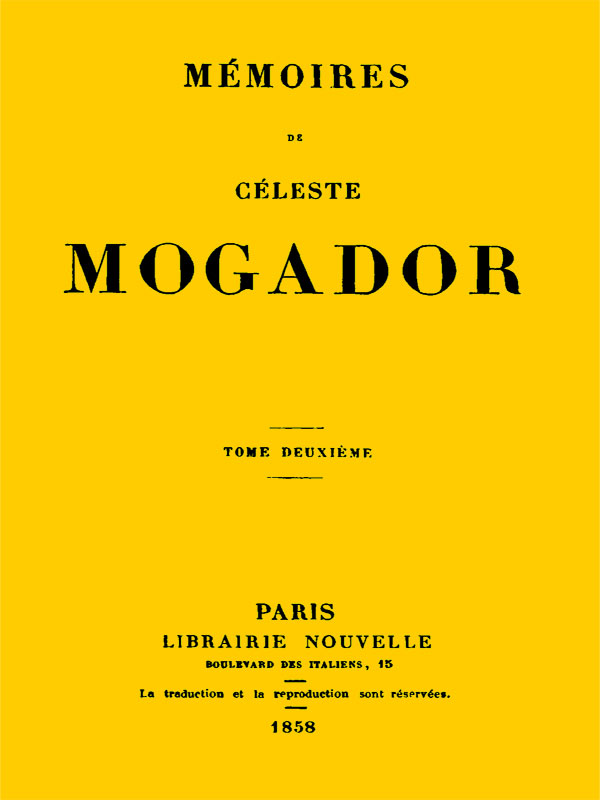 MÉMOIRES
DE
CÉLESTE
MOGADOR
TOME DEUXIÈME
PARIS
LIBRAIRIE NOUVELLE
BOULEVARD DES ITALIENS, 15
La traduction et la reproduction sont réservées.
1858